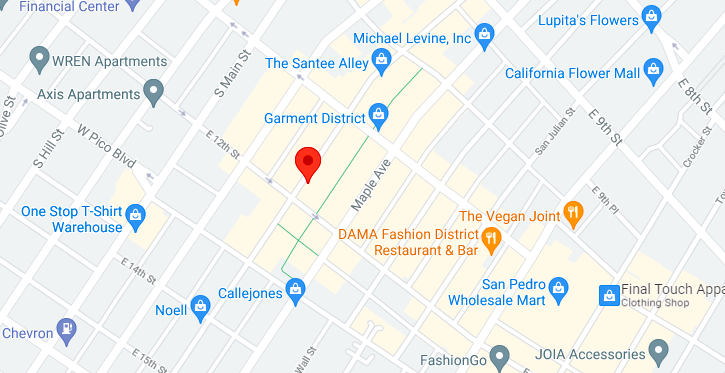 Financial Center
Lupita's Flowers
Michael Levine, Inc
WREN Apartments
S Main St
The Santee Alley
California Flower Mall
E 8th St
Axis Apartments
Olive St
S Hill St
W Pico Blvd
E 12th St
Garment District
E 9th St
San Julian St
Crocker St
Maple Ave
E 9th Pl
One Stop T-Shirt
Warehouse
The Vegan Joint
DAMA Fashion District
Restaurant & Bar
E 14th St
San Pedro
Wholesale Mart
Final Touch Appa
Clothing Shop
Callejones
Noell
Chevron
E 15th St
Wall St
FashionGo
JOIA Accessories